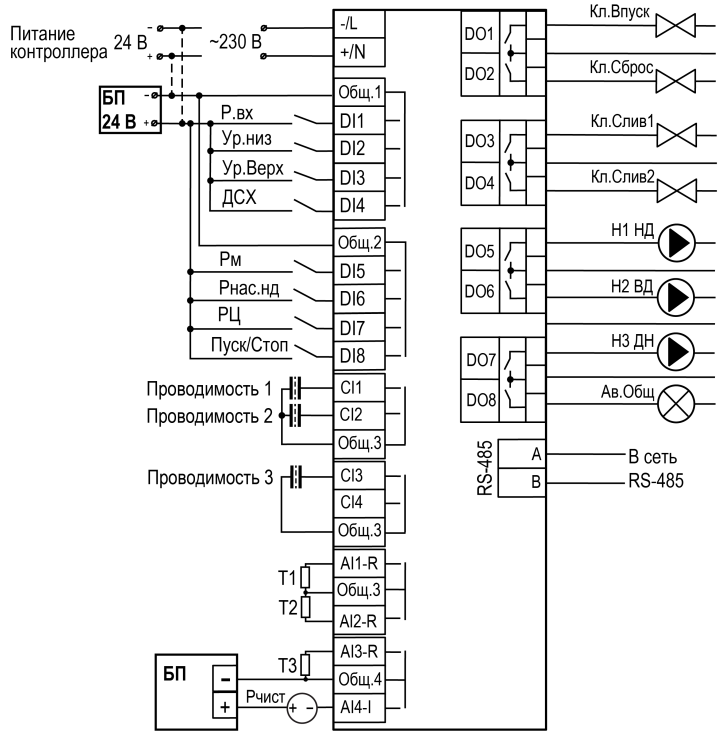 Питание
контроллера
- 24 В +
~230 В
-/L
+/N
БП
24 В
-
+
Общ.1
Р.вх DI1
Ур.низ DI2
Ур.Верх DI3
ДСХ DI4
Общ.2
Рм DI5
Рнас.нд DI6
РЦ DI7
Пуск/Стоп DI8
Проводимость 1 CI1
Проводимость 2 CI2
Общ.3
Проводимость 3 CI3
CI4
Общ.3
AI1-R
T1
Общ.3
T2
AI2-R
AI3-R
T3
БП
- Общ.4
+ Рчист + - AI4-I
DO1 Кл.Впуск
DO2 Кл.Сброс
DO3 Кл.Слив1
DO4 Кл.Слив2
DO5 Н1 НД
DO6 Н2 ВД
DO7 Н3 ДН
DO8 Ав.Общ
RS-485
A В сеть
B RS-485